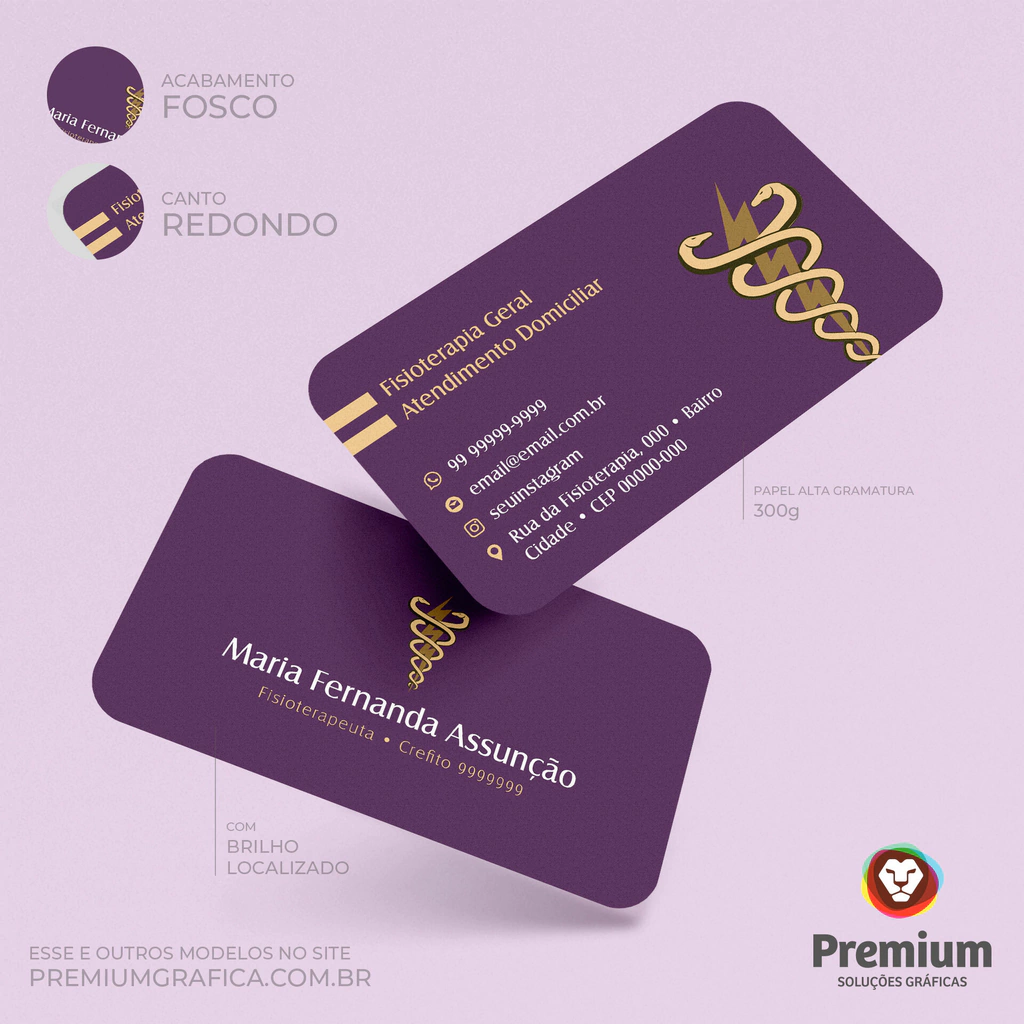 ACABAMENTO
FOSCO
Maria Fernan
CANTO
REDONDO
Fisioterapia Geral
Atendimento Domiciliar
99 99999-9999
email@email.com.br
seuinstagram
Rua da Fisioterapia, 000 • Bairro
Cidade • CEP 00000-000
PAPEL ALTA GRAMATURA
300g
Maria Fernanda Assunção
Fisioterapeuta • Crefito 9999999
COM
BRILHO
LOCALIZADO
ESSE E OUTROS MODELOS NO SITE
PREMIUMGRAFICA.COM.BR
Premium
SOLUÇÕES GRÁFICAS